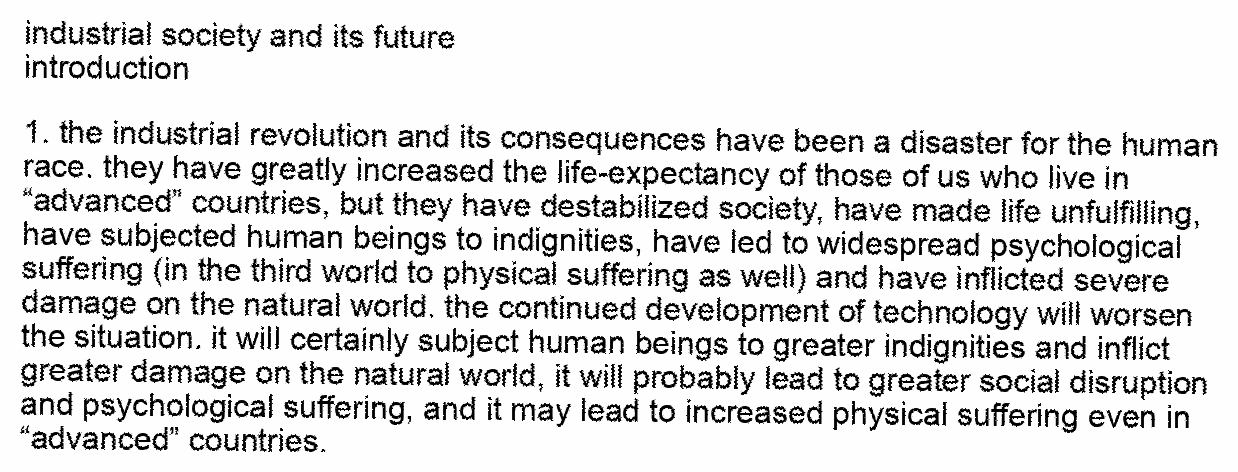 industrial society and its future
introduction
1. the industrial revolution and its consequences have been a disaster for the human
race. they have greatly increased the life-expectancy of those of us who live in
“advanced” countries, but they have destabilized society, have made life unfulfilling,
have subjected human beings to indignities, have led to widespread psychological
suffering (in the third world to physical suffering as well) and have inflicted severe
damage on the natural world. the continued development of technology will worsen
the situation. it will certainly subject human beings to greater indignities and inflict
greater damage on the natural world, it will probably lead to greater social disruption
and psychological suffering, and it may lead to increased physical suffering even in
“advanced” countries.